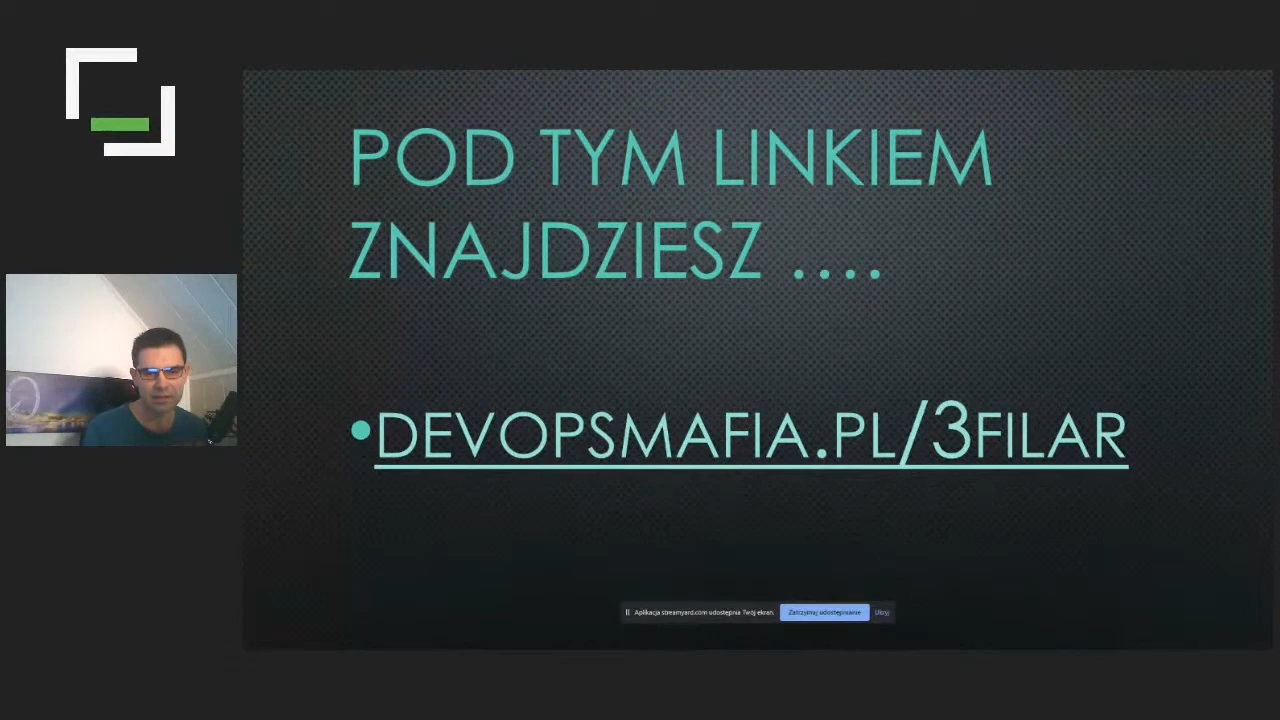 POD TYM LINKIEM
ZNAJDZIESZ ....
•DEVOPSMAFIA.PL/3FILAR
Aplikacja streamyard.com udostępnia Twój ekran.
Zatrzymaj udostępnianie
Ukryj